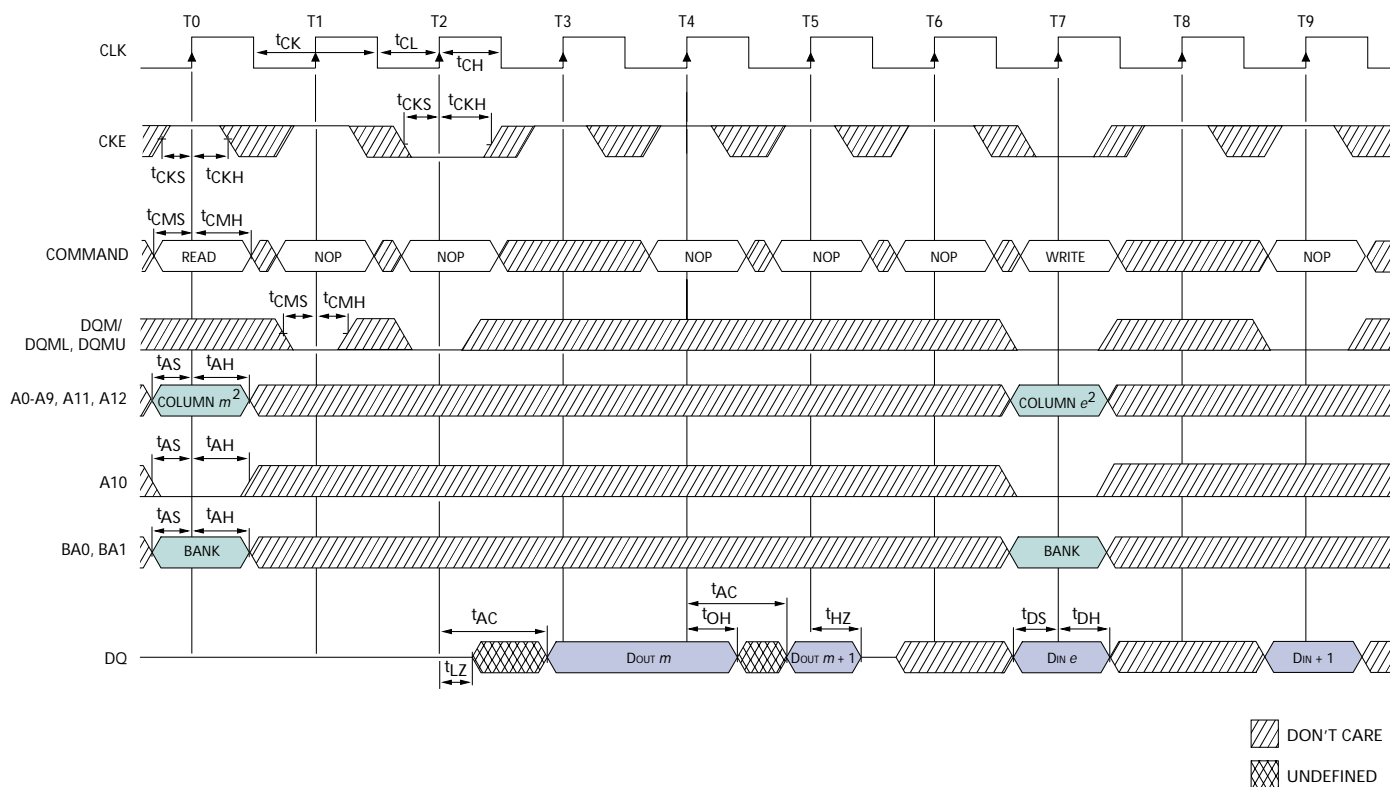 T0 T1 T2 T3 T4 T5 T6 T7 T8 T9
CLK
tCK tCL
tCH
tCKS tCKH
CKE
tCKS tCKH
tCMS tCMH
COMMAND READ NOP NOP NOP NOP NOP WRITE NOP
tCMS tCMH
DQM/
DQML, DQMU
tAS tAH
A0-A9, A11, A12 COLUMN m2 COLUMN e2
tAS tAH
A10
tAS tAH
BA0, BA1 BANK BANK
tAC
tAC tOH tHZ tDS tDH
DQ DOUT m DOUT m + 1 DIN e DIN + 1
tLZ
DON'T CARE
UNDEFINED